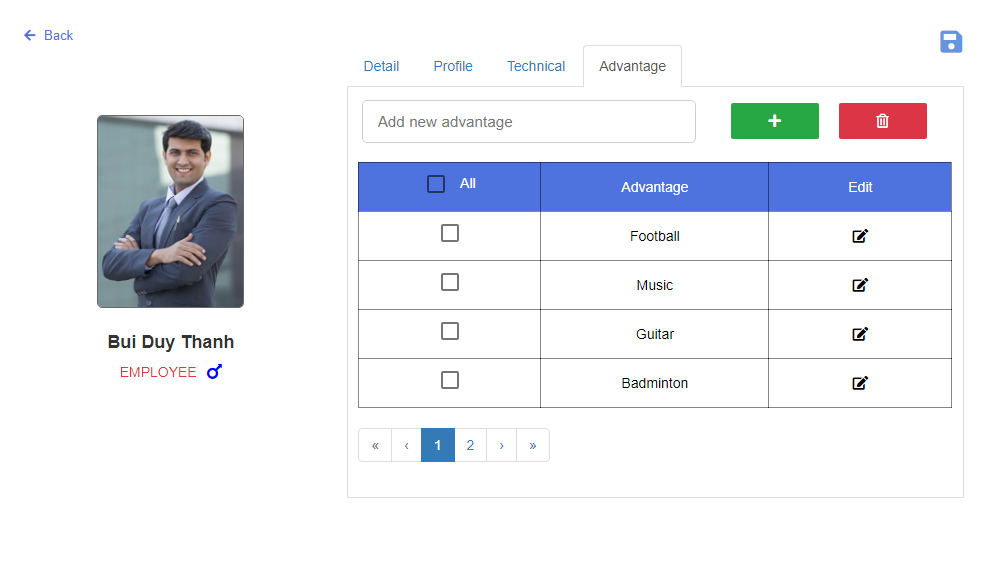 Back
Detail Profile Technical Advantage
Add new advantage
All Advantage Edit
Football
Music
Guitar
Badminton
Bui Duy Thanh
EMPLOYEE
« ‹ 1 2 › »